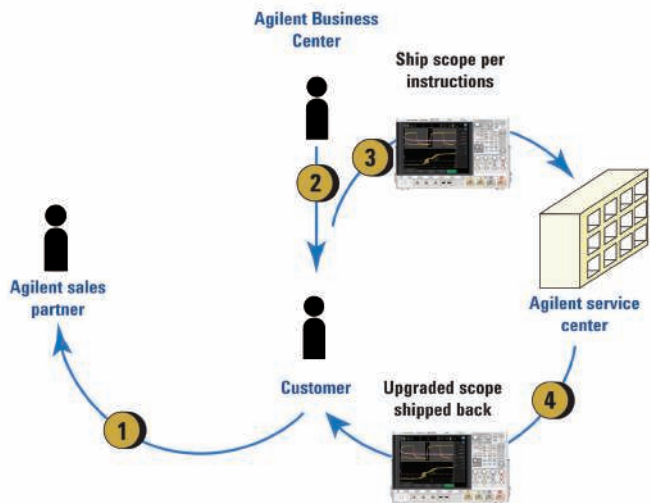 Agilent Business
Center
Ship scope per
instructions
3
2
Agilent sales
partner
Agilent service
center
Customer
Upgraded scope
shipped back
4
1